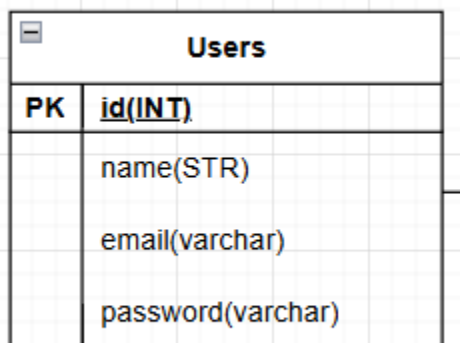 Users
PK id(INT)
name(STR)
email(varchar)
password(varchar)